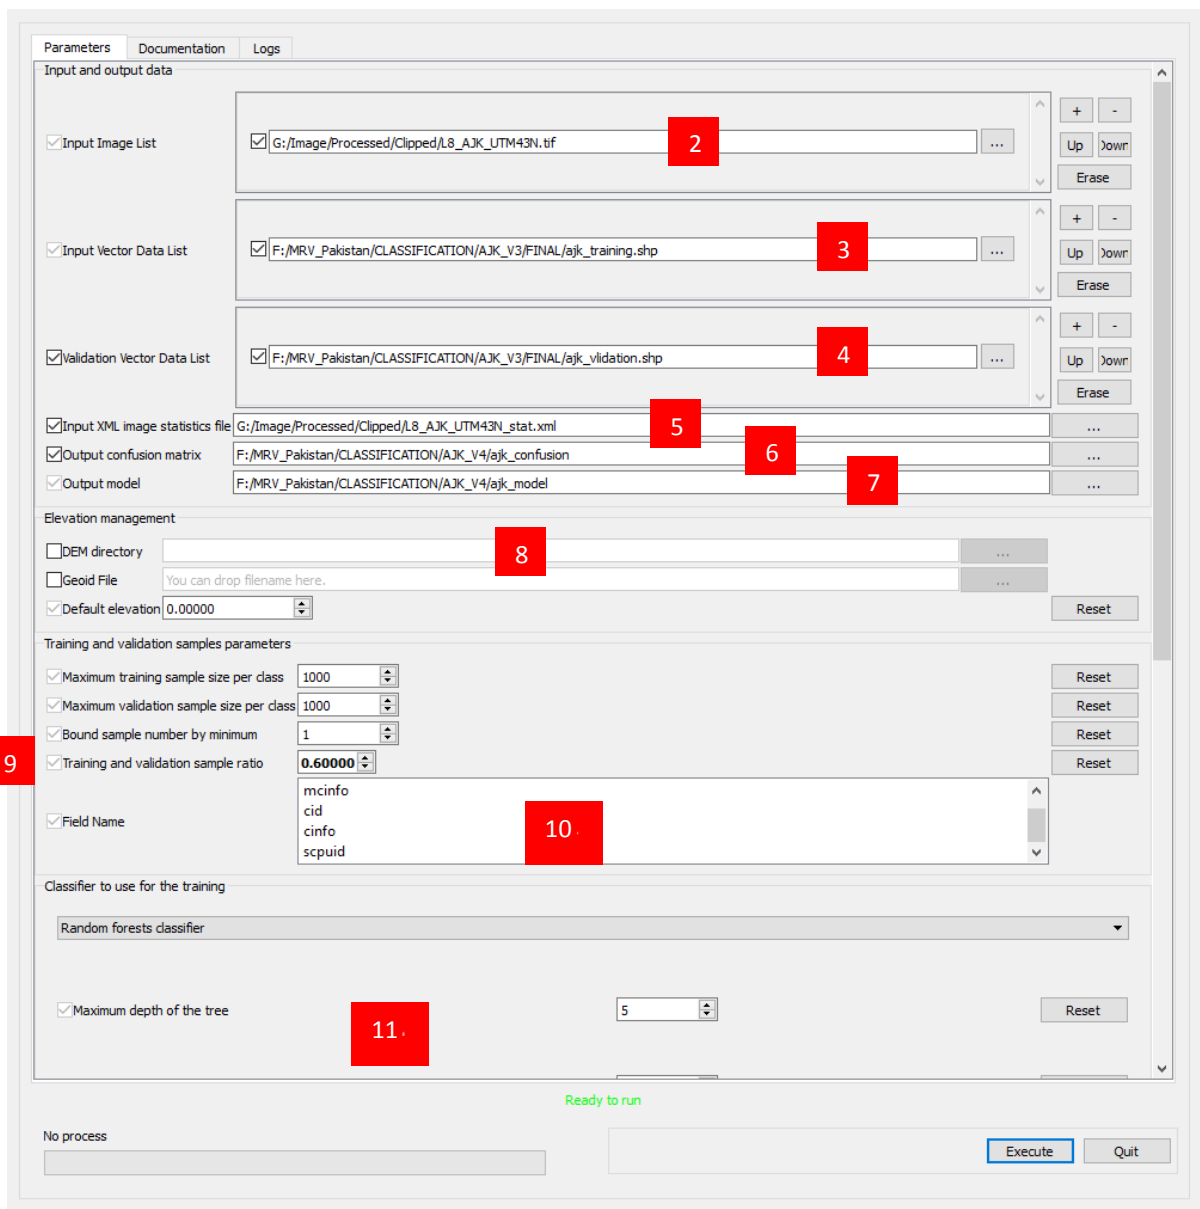 Parameters Documentation Logs
Input and output data
Input Image List G:/Image/Processed/Clipped/L8_AJK_UTM43N.tif 2 ... + -
Up Down
Erase
Input Vector Data List F:/MRV_Pakistan/CLASSIFICATION/AJK_V3/FINAL/ajk_training.shp 3 ... + -
Up Down
Erase
Validation Vector Data List F:/MRV_Pakistan/CLASSIFICATION/AJK_V3/FINAL/ajk_vlidation.shp 4 ... + -
Up Down
Erase
Input XML image statistics file G:/Image/Processed/Clipped/L8_AJK_UTM43N_stat.xml 5 ...
Output confusion matrix F:/MRV_Pakistan/CLASSIFICATION/AJK_V4/ajk_confusion 6 ...
Output model F:/MRV_Pakistan/CLASSIFICATION/AJK_V4/ajk_model 7 ...
Elevation management
DEM directory 8 ...
Geoid File You can drop filename here. ...
Default elevation 0.00000 Reset
Training and validation samples parameters
Maximum training sample size per class 1000 Reset
Maximum validation sample size per class 1000 Reset
Bound sample number by minimum 1 Reset
9 Training and validation sample ratio 0.60000 Reset
Field Name
mcinfo
cid
cinfo
scpuid
10
Classifier to use for the training
Random forests classifier
Maximum depth of the tree 5 Reset
11
Ready to run
No process
Execute Quit